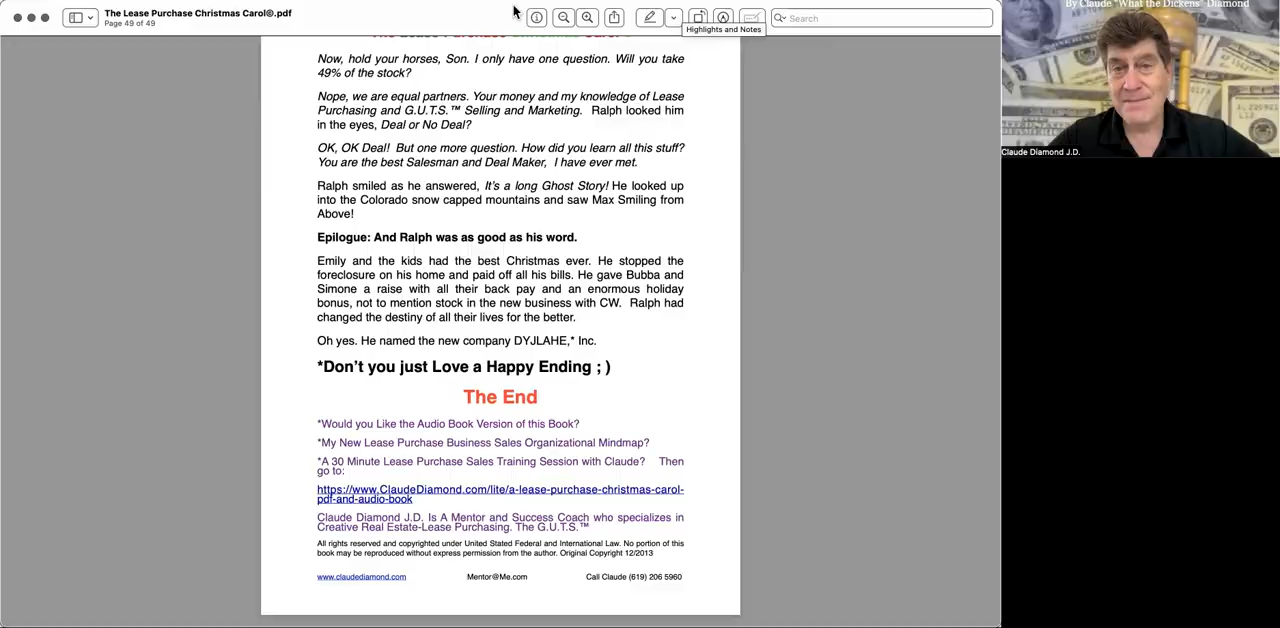 The Lease Purchase Christmas Carol©.pdf
Page 49 of 49
Search
Highlights and Notes
By Claude "What the Dickens" Diamond
Claude Diamond J.D.
The Lease Purchase Christmas Carol
Now, hold your horses, Son. I only have one question. Will you take
49% of the stock?
Nope, we are equal partners. Your money and my knowledge of Lease
Purchasing and G.U.T.S.™ Selling and Marketing. Ralph looked him
in the eyes, Deal or No Deal?
OK, OK Deal! But one more question. How did you learn all this stuff?
You are the best Salesman and Deal Maker, I have ever met.
Ralph smiled as he answered, It's a long Ghost Story! He looked up
into the Colorado snow capped mountains and saw Max Smiling from
Above!
Epilogue: And Ralph was as good as his word.
Emily and the kids had the best Christmas ever. He stopped the
foreclosure on his home and paid off all his bills. He gave Bubba and
Simone a raise with all their back pay and an enormous holiday
bonus, not to mention stock in the new business with CW. Ralph had
changed the destiny of all their lives for the better.
Oh yes. He named the new company DYJLAHE,* Inc.
*Don't you just Love a Happy Ending ; )
The End
*Would you Like the Audio Book Version of this Book?
*My New Lease Purchase Business Sales Organizational Mindmap?
*A 30 Minute Lease Purchase Sales Training Session with Claude? Then
go to:
https://www.ClaudeDiamond.com/lite/a-lease-purchase-christmas-carol-
pdf-and-audio-book
Claude Diamond J.D. Is A Mentor and Success Coach who specializes in
Creative Real Estate-Lease Purchasing. The G.U.T.S.™
All rights reserved and copyrighted under United Stated Federal and International Law. No portion of this
book may be reproduced without express permission from the author. Original Copyright 12/2013
www.claudediamond.com Mentor@Me.com Call Claude (619) 206 5960